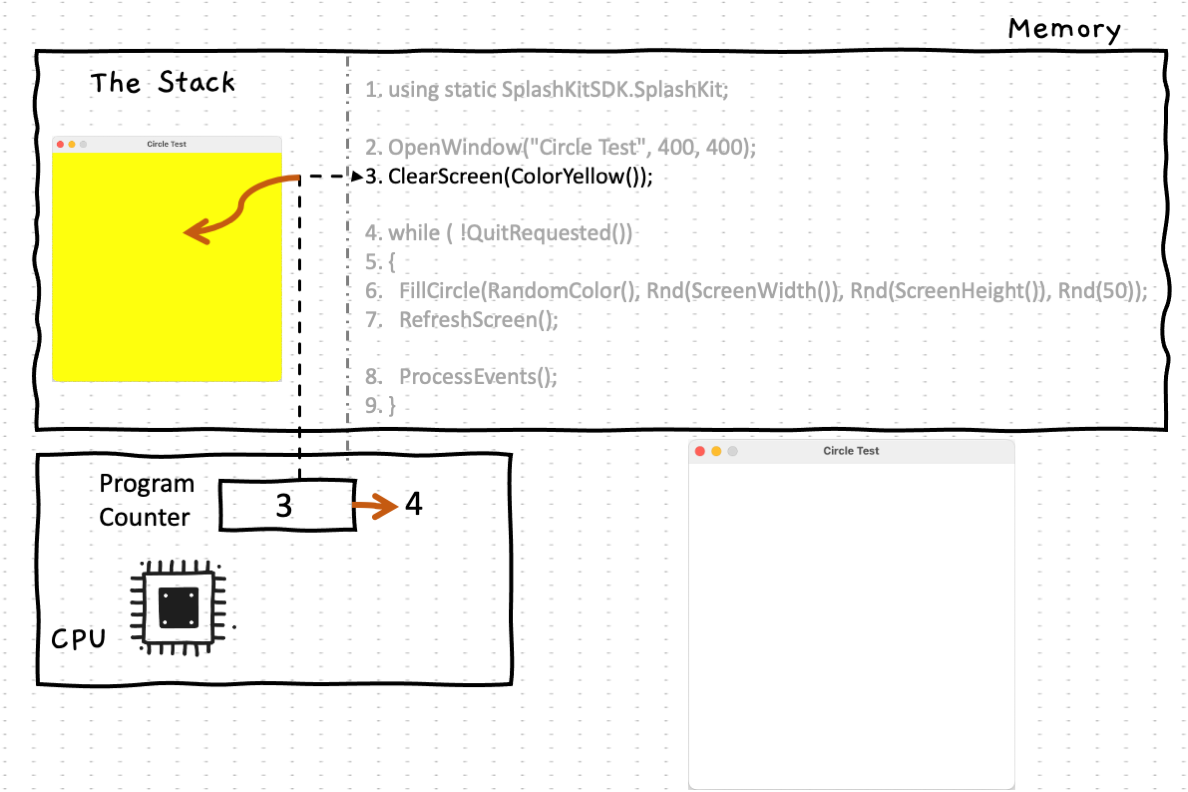 Memory
The Stack
Circle Test
1. using static SplashKitSDK.SplashKit;
2. OpenWindow("Circle Test", 400, 400);
3. ClearScreen(ColorYellow());
4. while ( !QuitRequested())
5. {
6. FillCircle(RandomColor(), Rnd(ScreenWidth()), Rnd(ScreenHeight()), Rnd(50));
7. RefreshScreen();
8. ProcessEvents();
9. }
Program
Counter
3
4
CPU
Circle Test